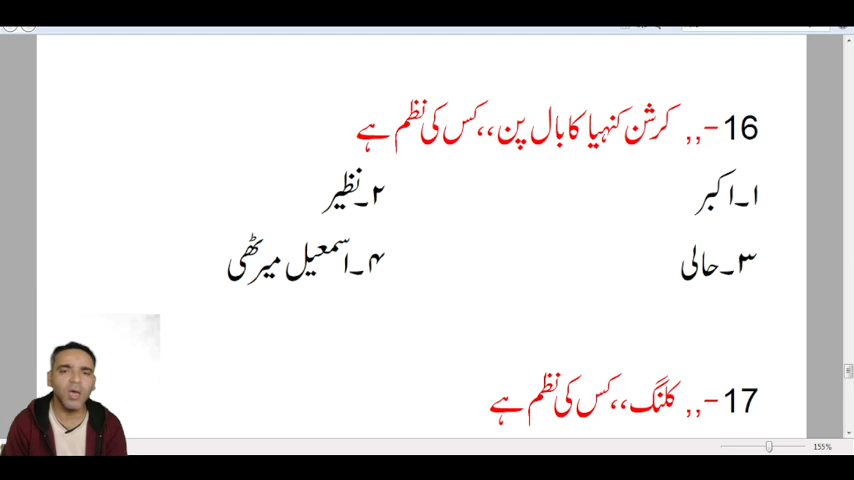 16-,, کرشن کنہیا کا بال پن،،کس کی نظم ہے
۱۔اکبر ۲۔نظیر
۳۔حالی ۴۔اسمعیل میرٹھی
17-,, کلنگ،،کس کی نظم ہے
155%